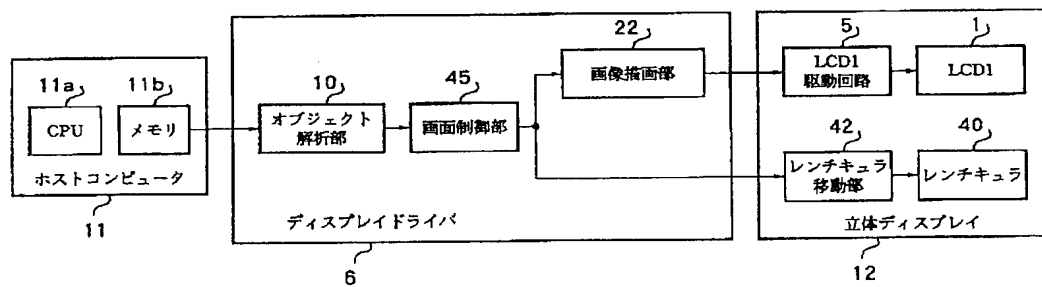 11a
CPU
11b
メモリ
ホストコンピュータ
11
10
オブジェクト
解析部
45
画面制御部
22
画像描画部
ディスプレイドライバ
6
5
LCD1
駆動回路
1
LCD1
42
レンチキュラ
移動部
40
レンチキュラ
立体ディスプレイ
12